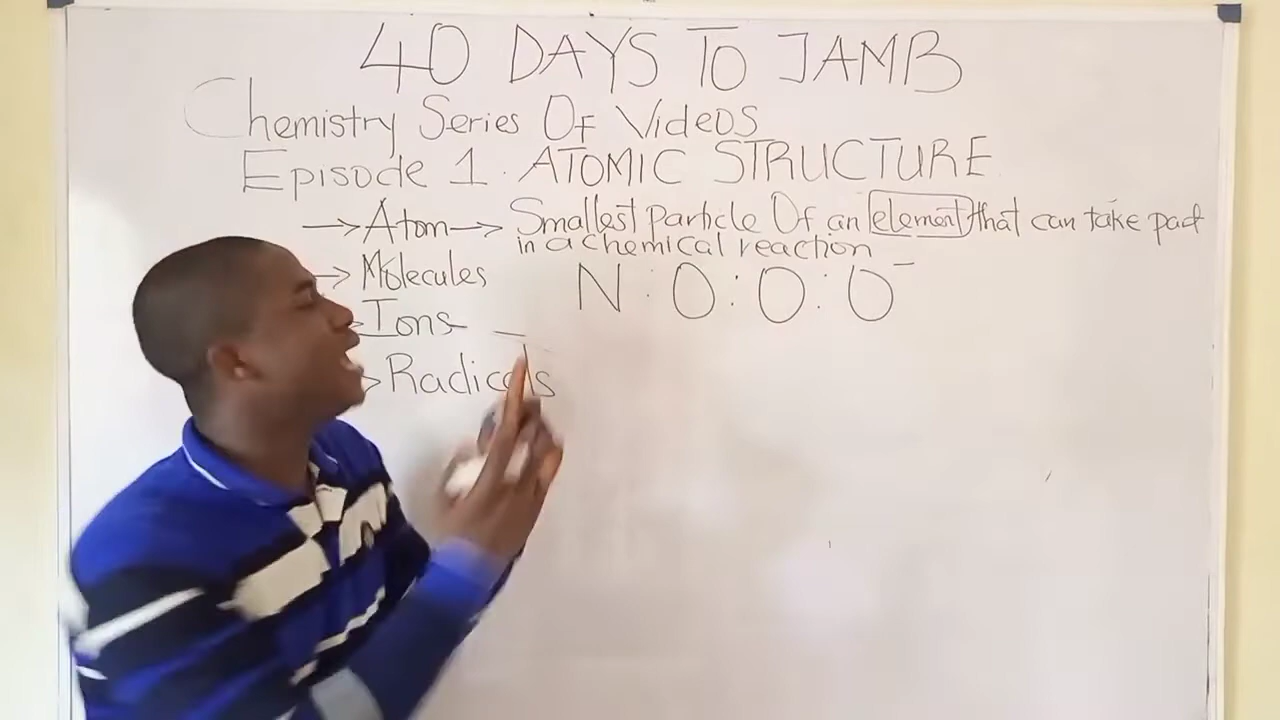 40 DAYS TO JAMB
Chemistry Series Of Videos
Episode 1. ATOMIC STRUCTURE
→ Atom → Smallest particle Of an element that can take part
in a chemical reaction
→ Molecules
N : O : O : O⁻
Ions
Radicals